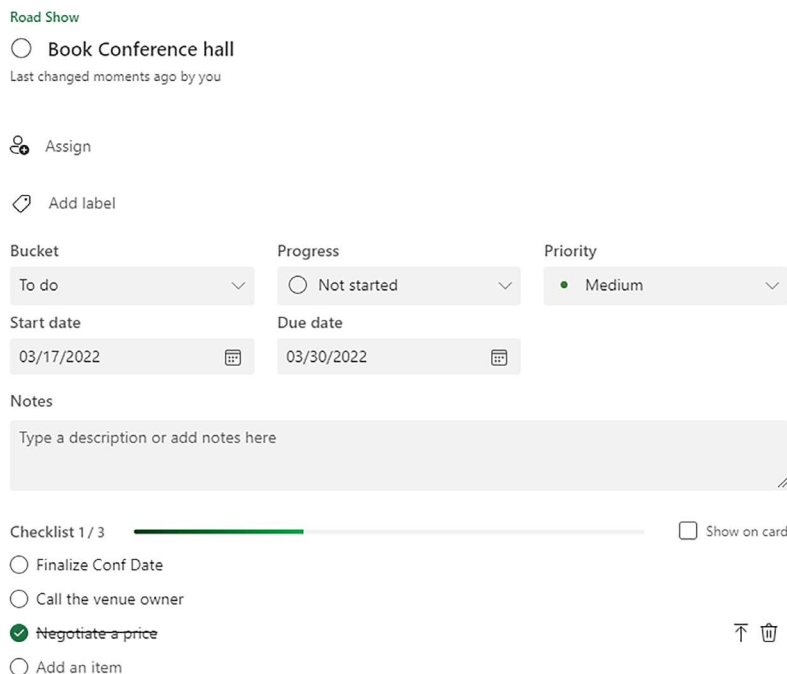 Road Show
Book Conference hall
Last changed moments ago by you
Assign
Add label
Bucket
Progress
Priority
To do
Not started
Medium
Start date
Due date
03/17/2022
03/30/2022
Notes
Type a description or add notes here
Checklist 1 / 3
Show on card
Finalize Conf Date
Call the venue owner
Negotiate a price
Add an item